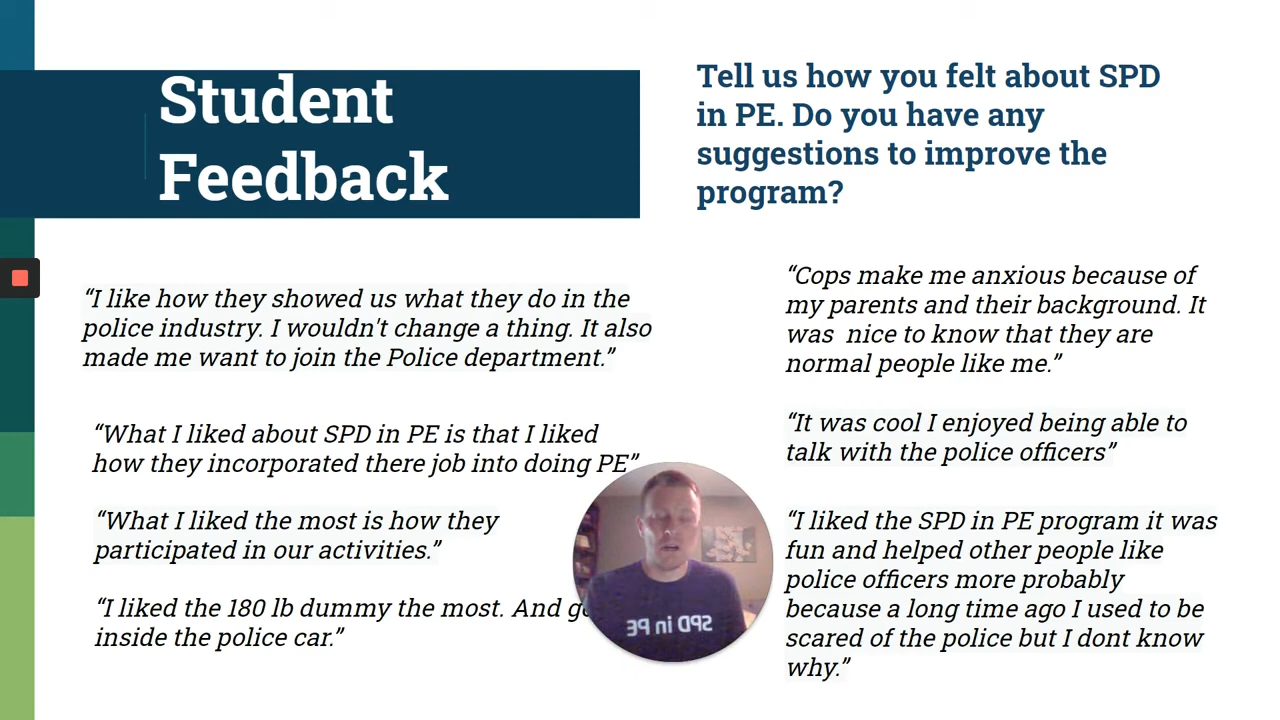 Student
Feedback
Tell us how you felt about SPD
in PE. Do you have any
suggestions to improve the
program?
“I like how they showed us what they do in the
police industry. I wouldn't change a thing. It also
made me want to join the Police department.”
“What I liked about SPD in PE is that I liked
how they incorporated there job into doing PE”
“What I liked the most is how they
participated in our activities.”
“I liked the 180 lb dummy the most. And
inside the police car.”
“Cops make me anxious because of
my parents and their background. It
was nice to know that they are
normal people like me.”
“It was cool I enjoyed being able to
talk with the police officers”
“I liked the SPD in PE program it was
fun and helped other people like
police officers more probably
because a long time ago I used to be
scared of the police but I dont know
why.”
SPD in PE